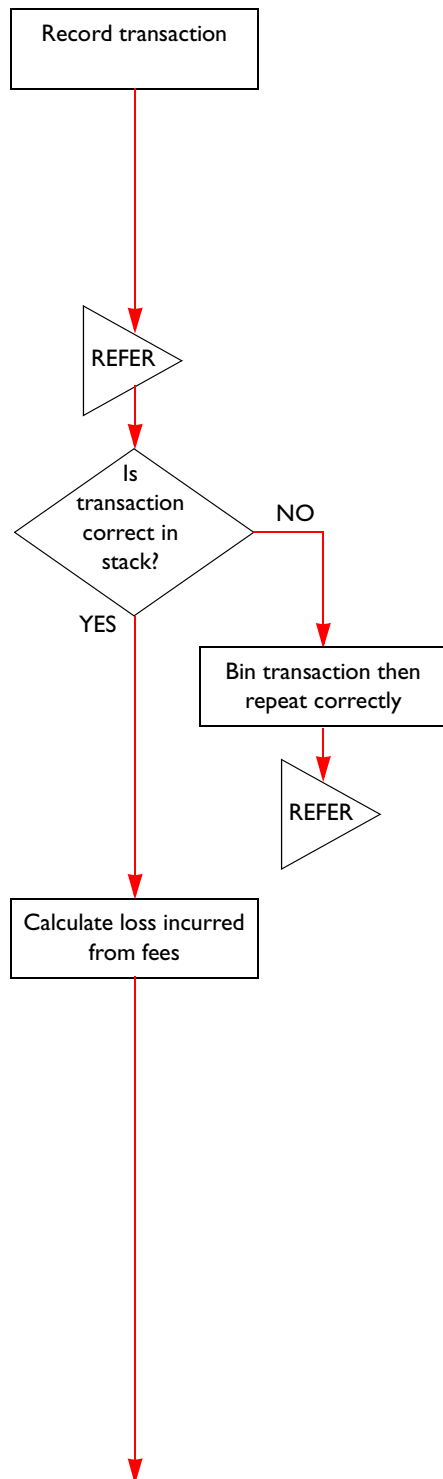 Record transaction
REFER
Is
transaction
correct in
stack?
NO
YES
Bin transaction then
repeat correctly
REFER
Calculate loss incurred
from fees